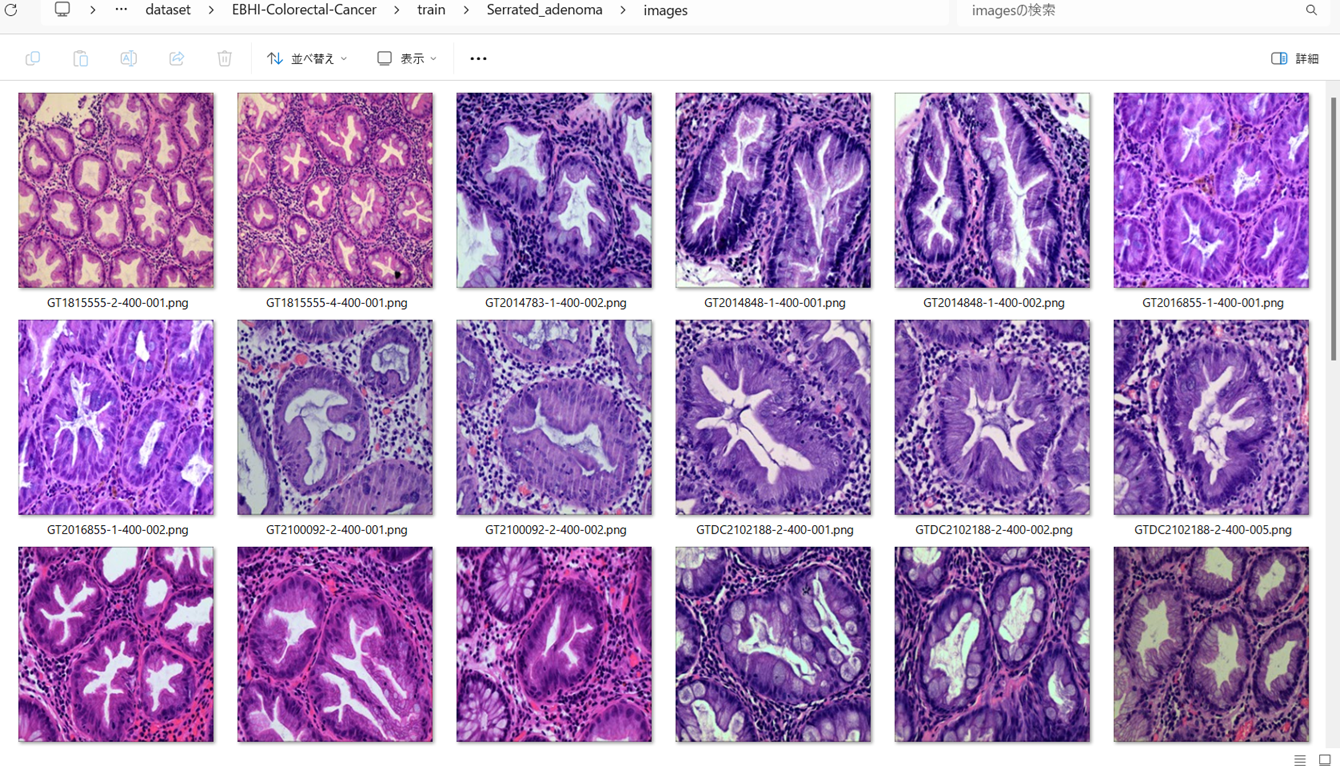 dataset > EBHI-Colorectal-Cancer > train > Serrated_adenoma > images
imagesの検索
並べ替え
表示
詳細
GT1815555-2-400-001.png
GT1815555-4-400-001.png
GT2014783-1-400-002.png
GT2014848-1-400-001.png
GT2014848-1-400-002.png
GT2016855-1-400-001.png
GT2016855-1-400-002.png
GT2100092-2-400-001.png
GT2100092-2-400-002.png
GTDC2102188-2-400-001.png
GTDC2102188-2-400-002.png
GTDC2102188-2-400-005.png